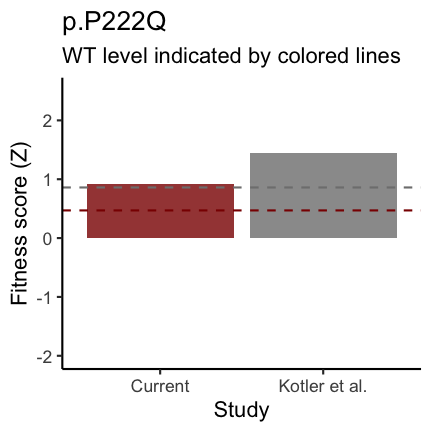 p.P222Q
WT level indicated by colored lines
Fitness score (Z)
2
1
0
-1
-2
Current
Kotler et al.
Study